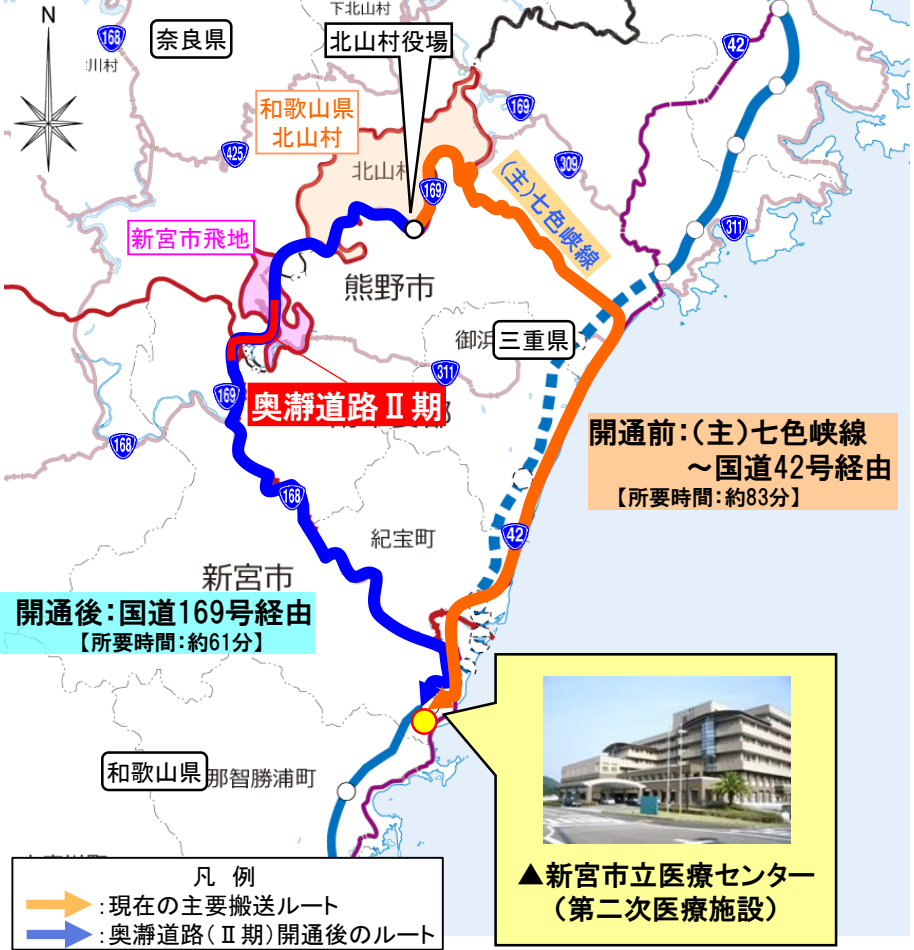 N
168
奈良県
下北山村
北山村役場
42
川村
和歌山県
北山村
169
425
309
北山村
169
(主)七色峡線
311
新宮市飛地
熊野市
御浜
三重県
311
169
奥瀞道路Ⅱ期
168
開通前:(主)七色峡線
～国道42号経由
【所要時間:約83分】
168
42
紀宝町
新宮市
開通後:国道169号経由
【所要時間:約61分】
和歌山県
那智勝浦町
▲新宮市立医療センター
(第二次医療施設)
凡 例
:現在の主要搬送ルート
:奥瀞道路(Ⅱ期)開通後のルート